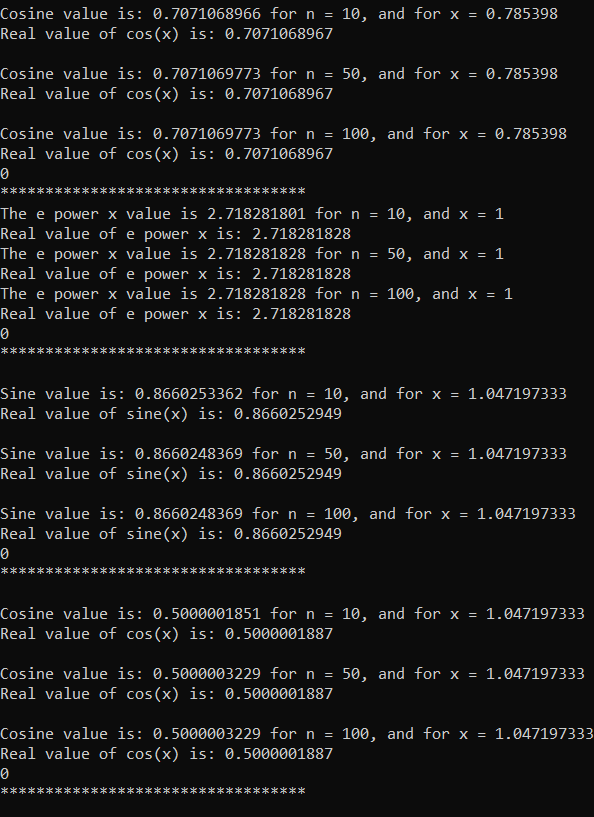 Cosine value is: 0.7071068966 for n = 10, and for x = 0.785398
Real value of cos(x) is: 0.7071068967
Cosine value is: 0.7071069773 for n = 50, and for x = 0.785398
Real value of cos(x) is: 0.7071068967
Cosine value is: 0.7071069773 for n = 100, and for x = 0.785398
Real value of cos(x) is: 0.7071068967
0
**********************************
The e power x value is 2.718281801 for n = 10, and x = 1
Real value of e power x is: 2.718281828
The e power x value is 2.718281828 for n = 50, and x = 1
Real value of e power x is: 2.718281828
The e power x value is 2.718281828 for n = 100, and x = 1
Real value of e power x is: 2.718281828
0
**********************************
Sine value is: 0.8660253362 for n = 10, and for x = 1.047197333
Real value of sine(x) is: 0.8660252949
Sine value is: 0.8660248369 for n = 50, and for x = 1.047197333
Real value of sine(x) is: 0.8660252949
Sine value is: 0.8660248369 for n = 100, and for x = 1.047197333
Real value of sine(x) is: 0.8660252949
0
**********************************
Cosine value is: 0.5000001851 for n = 10, and for x = 1.047197333
Real value of cos(x) is: 0.5000001887
Cosine value is: 0.5000003229 for n = 50, and for x = 1.047197333
Real value of cos(x) is: 0.5000001887
Cosine value is: 0.5000003229 for n = 100, and for x = 1.047197333
Real value of cos(x) is: 0.5000001887
0
**********************************